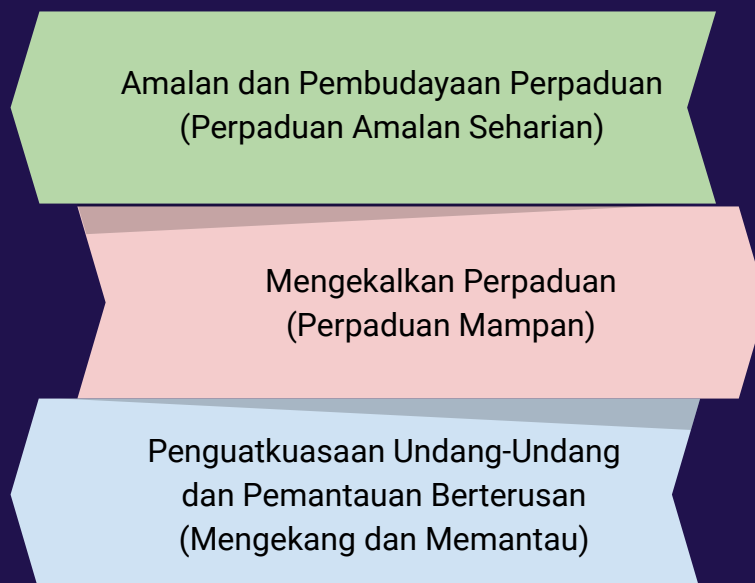 Amalan dan Pembudayaan Perpaduan
(Perpaduan Amalan Seharian)
Mengekalkan Perpaduan
(Perpaduan Mampan)
Penguatkuasaan Undang-Undang
dan Pemantauan Berterusan
(Mengekang dan Memantau)